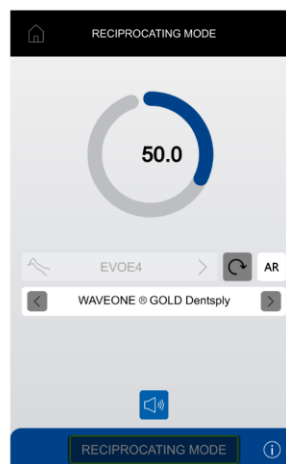 RECIPROCATING MODE
50.0
EVOE4 AR
WAVEONE ® GOLD Dentsply
RECIPROCATING MODE